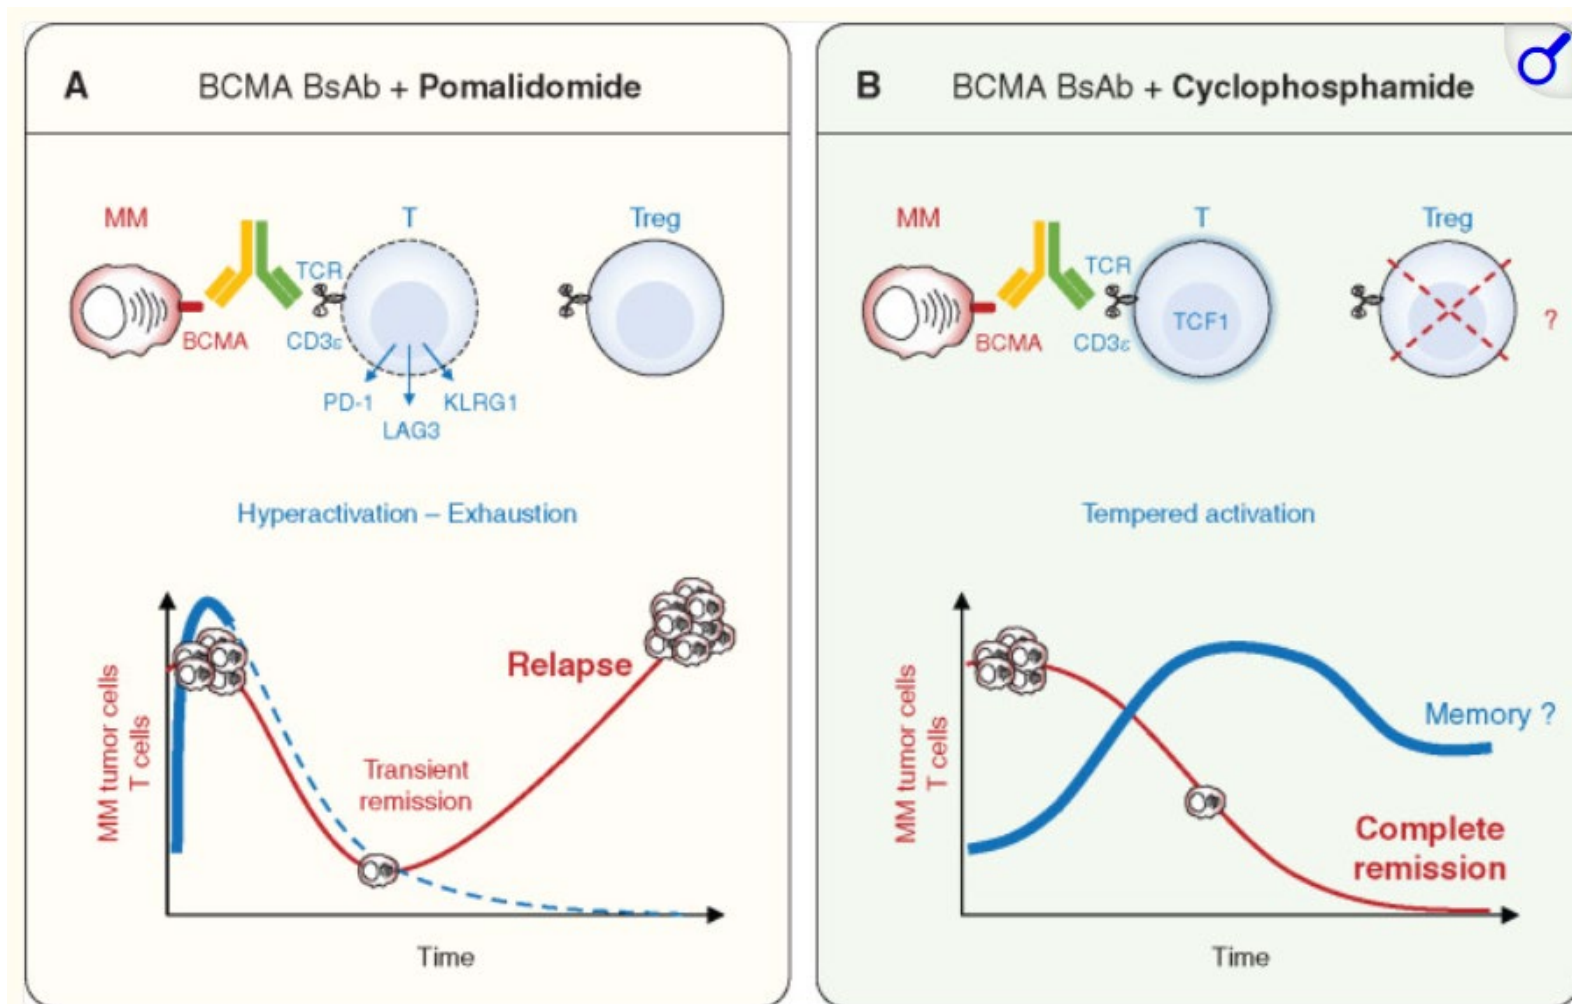 A BCMA BsAb + Pomalidomide
MM
T
Treg
TCR
BCMA
CD3ε
PD-1
KLRG1
LAG3
Hyperactivation – Exhaustion
MM tumor cells
T cells
Relapse
Transient
remission
Time
B BCMA BsAb + Cyclophosphamide
MM
T
Treg
TCR
TCF1
?
BCMA
CD3ε
Tempered activation
MM tumor cells
T cells
Memory ?
Complete
remission
Time